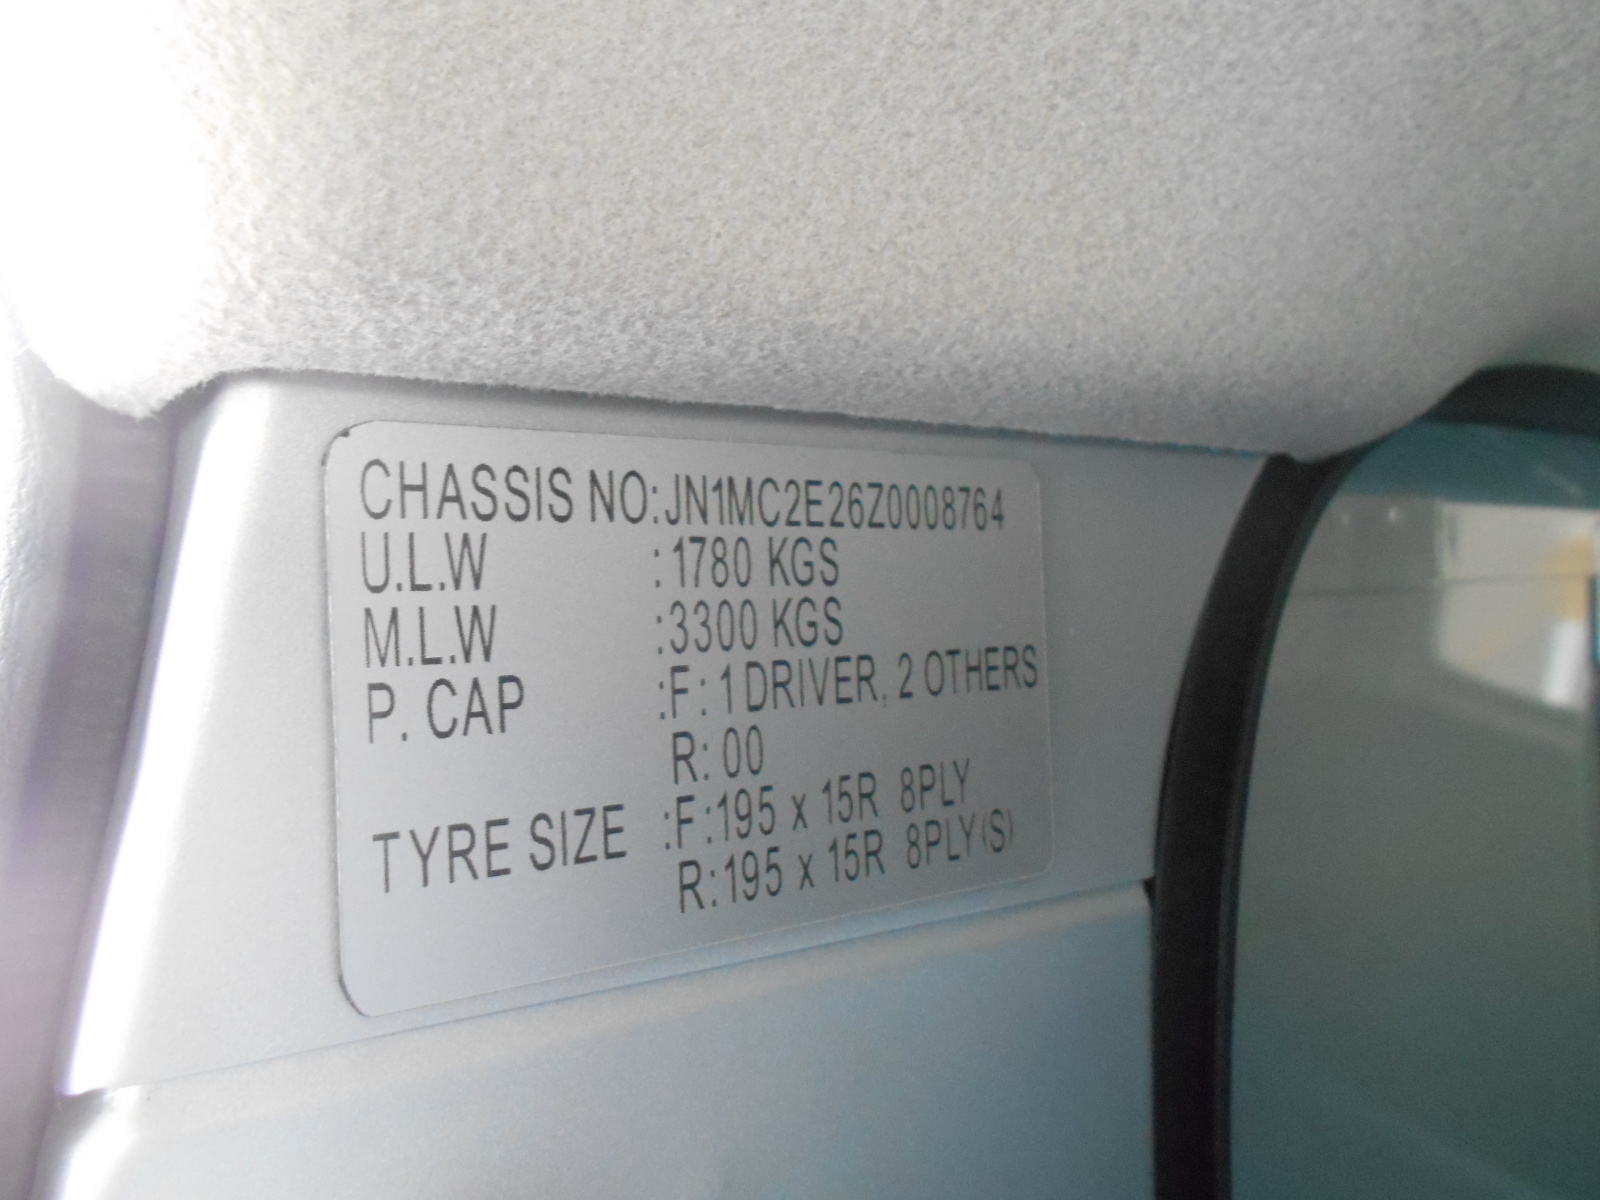 CHASSIS NO:JN1MC2E26Z0008764
U.L.W :1780 KGS
M.L.W :3300 KGS
P. CAP :F: 1 DRIVER, 2 OTHERS
R: 00
TYRE SIZE :F:195 x 15R 8PLY
R:195 x 15R 8PLY(S)